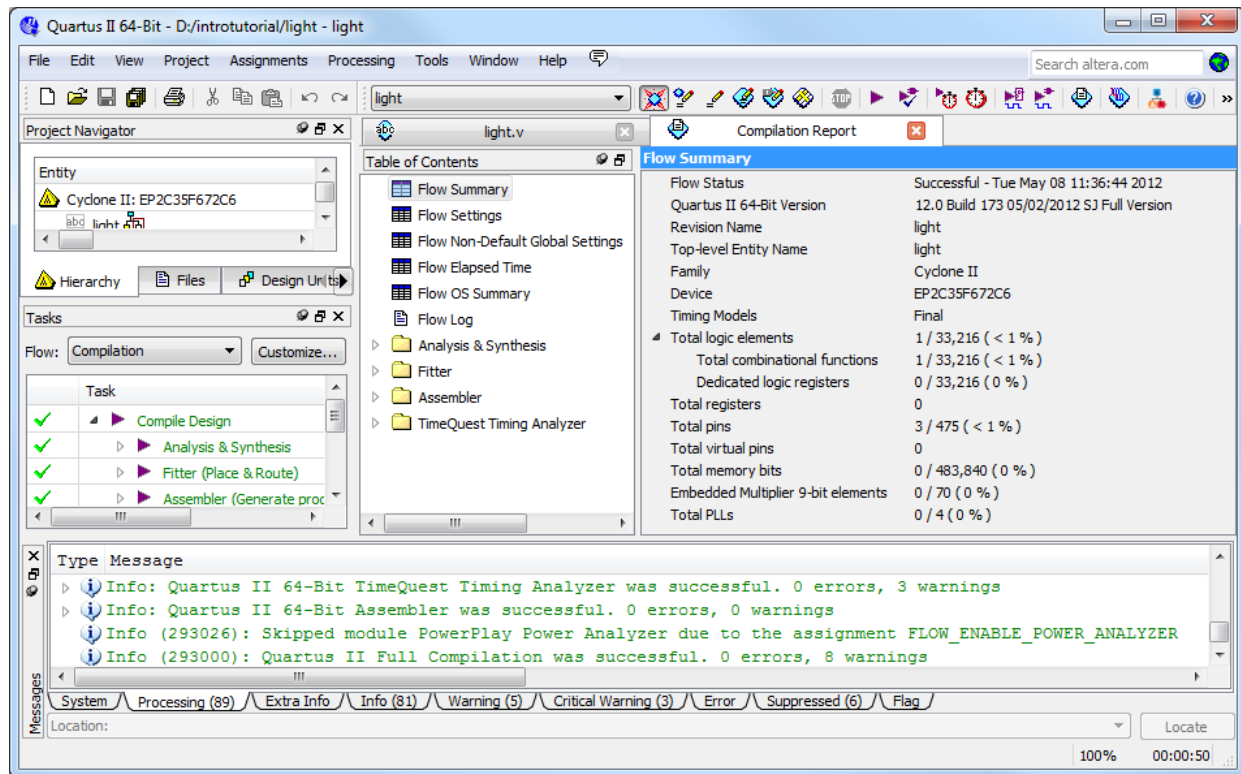 Quartus II 64-Bit - D:/introtutorial/light - light
File Edit View Project Assignments Processing Tools Window Help
Search altera.com
light
STOP
»
Project Navigator
Entity
Cyclone II: EP2C35F672C6
abd light
Hierarchy Files Design Units
Tasks
Flow: Compilation Customize...
Task
Compile Design
Analysis & Synthesis
Fitter (Place & Route)
Assembler (Generate proc
abc light.v
Compilation Report
Table of Contents
Flow Summary
Flow Settings
Flow Non-Default Global Settings
Flow Elapsed Time
Flow OS Summary
Flow Log
Analysis & Synthesis
Fitter
Assembler
TimeQuest Timing Analyzer
Flow Summary
Flow Status Successful - Tue May 08 11:36:44 2012
Quartus II 64-Bit Version 12.0 Build 173 05/02/2012 SJ Full Version
Revision Name light
Top-level Entity Name light
Family Cyclone II
Device EP2C35F672C6
Timing Models Final
Total logic elements 1 / 33,216 ( < 1 % )
Total combinational functions 1 / 33,216 ( < 1 % )
Dedicated logic registers 0 / 33,216 ( 0 % )
Total registers 0
Total pins 3 / 475 ( < 1 % )
Total virtual pins 0
Total memory bits 0 / 483,840 ( 0 % )
Embedded Multiplier 9-bit elements 0 / 70 ( 0 % )
Total PLLs 0 / 4 ( 0 % )
Messages
Type Message
Info: Quartus II 64-Bit TimeQuest Timing Analyzer was successful. 0 errors, 3 warnings
Info: Quartus II 64-Bit Assembler was successful. 0 errors, 0 warnings
Info (293026): Skipped module PowerPlay Power Analyzer due to the assignment FLOW_ENABLE_POWER_ANALYZER
Info (293000): Quartus II Full Compilation was successful. 0 errors, 8 warnings
System Processing (89) Extra Info Info (81) Warning (5) Critical Warning (3) Error Suppressed (6) Flag
Location: Locate
100% 00:00:50